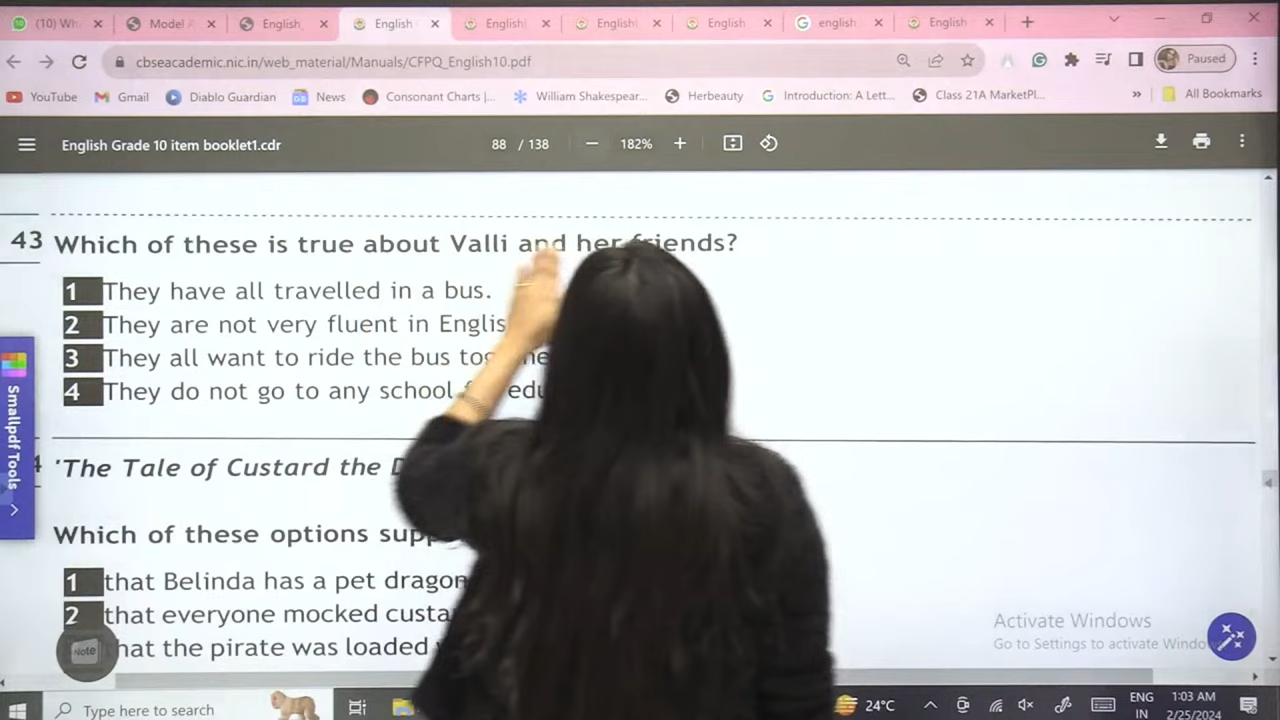 (10) Wh
Model
English
English
English
English
English
english
English
cbseacademic.nic.in/web_material/Manuals/CFPQ_English10.pdf
Paused
YouTube
Gmail
Diablo Guardian
News
Consonant Charts |...
William Shakespear...
Herbeauty
Introduction: A Lett...
Class 21A MarketPl...
»
All Bookmarks
English Grade 10 item booklet1.cdr
88 / 138
182%
43 Which of these is true about Valli and her friends?
1 They have all travelled in a bus.
2 They are not very fluent in Englis
3 They all want to ride the bus
4 They do not go to any school
Smallpdf Tools
'The Tale of Custard the D
Which of these options supp
1 that Belinda has a pet dragon
2 that everyone mocked custa
that the pirate was loaded
Note
Activate Windows
Go to Settings to activate Windo
Type here to search
24°C
ENG
IN
1:03 AM
2/25/2024